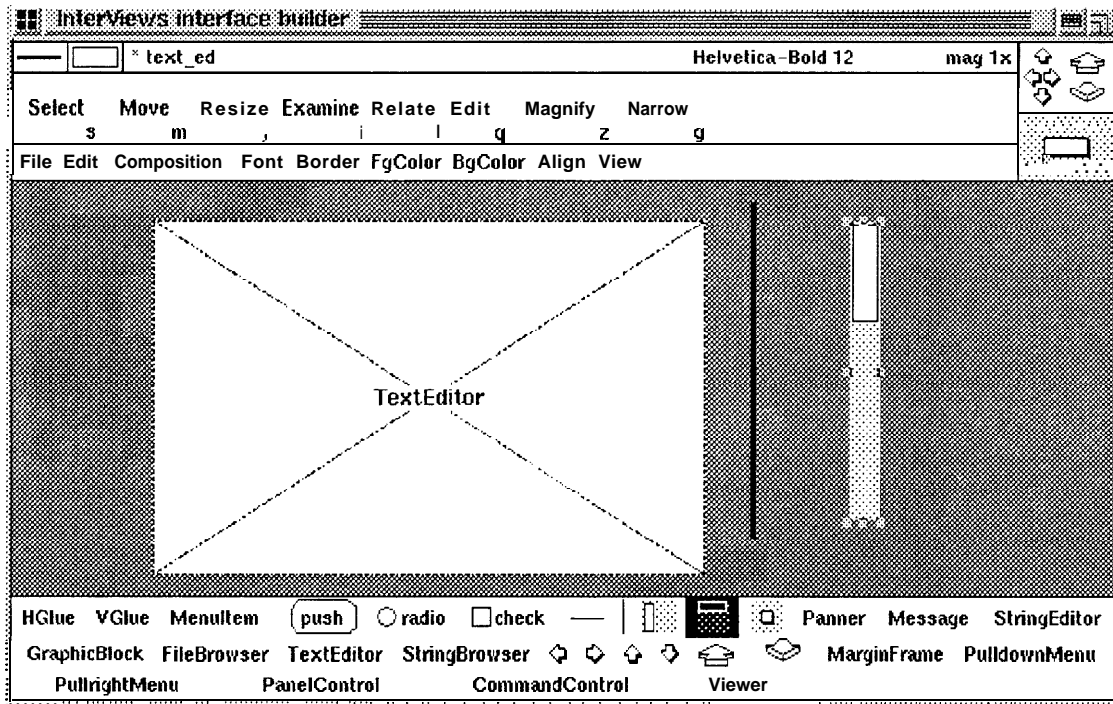 InterViews interface builder
* text_ed Helvetica-Bold 12 mag 1x
Select Move Resize Examine Relate Edit Magnify Narrow
s m , i l q z g
File Edit Composition Font Border FgColor BgColor Align View
TextEditor
HGlue VGlue MenuItem push radio check Panner Message StringEditor
GraphicBlock FileBrowser TextEditor StringBrowser MarginFrame PulldownMenu
PullrightMenu PanelControl CommandControl Viewer